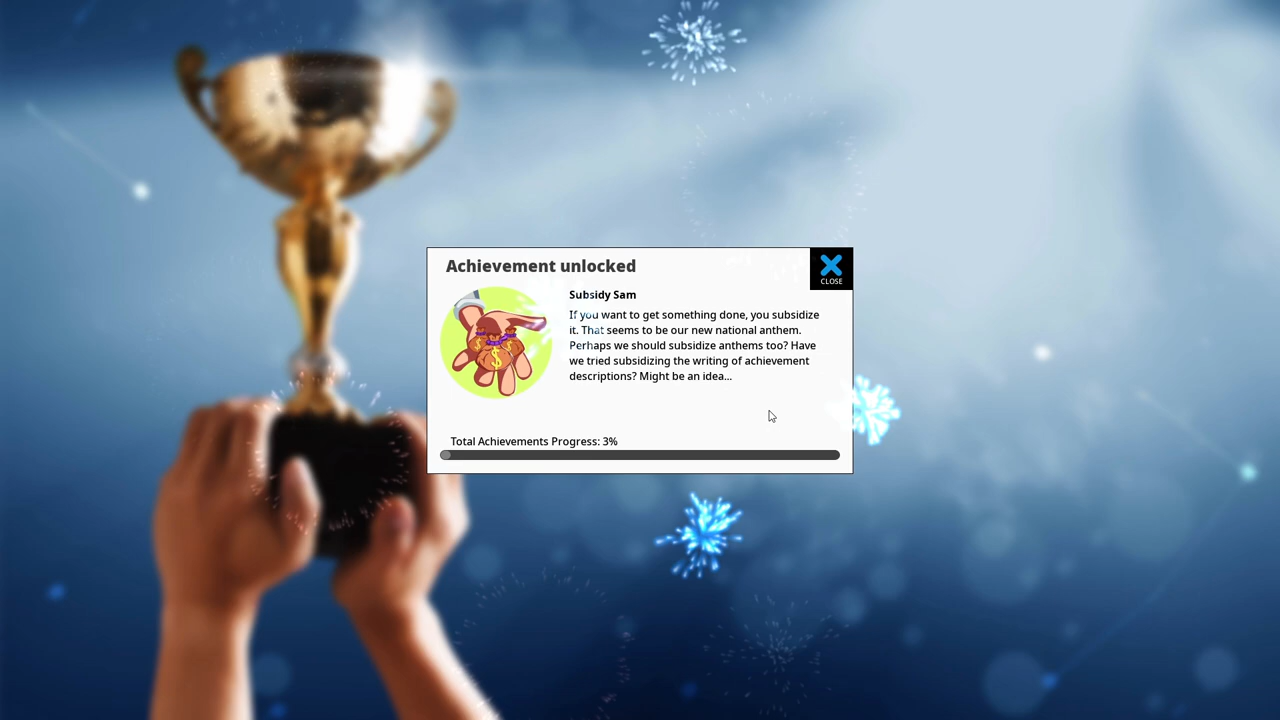 Achievement unlocked
CLOSE
Subsidy Sam
If you want to get something done, you subsidize
it. That seems to be our new national anthem.
Perhaps we should subsidize anthems too? Have
we tried subsidizing the writing of achievement
descriptions? Might be an idea...
Total Achievements Progress: 3%